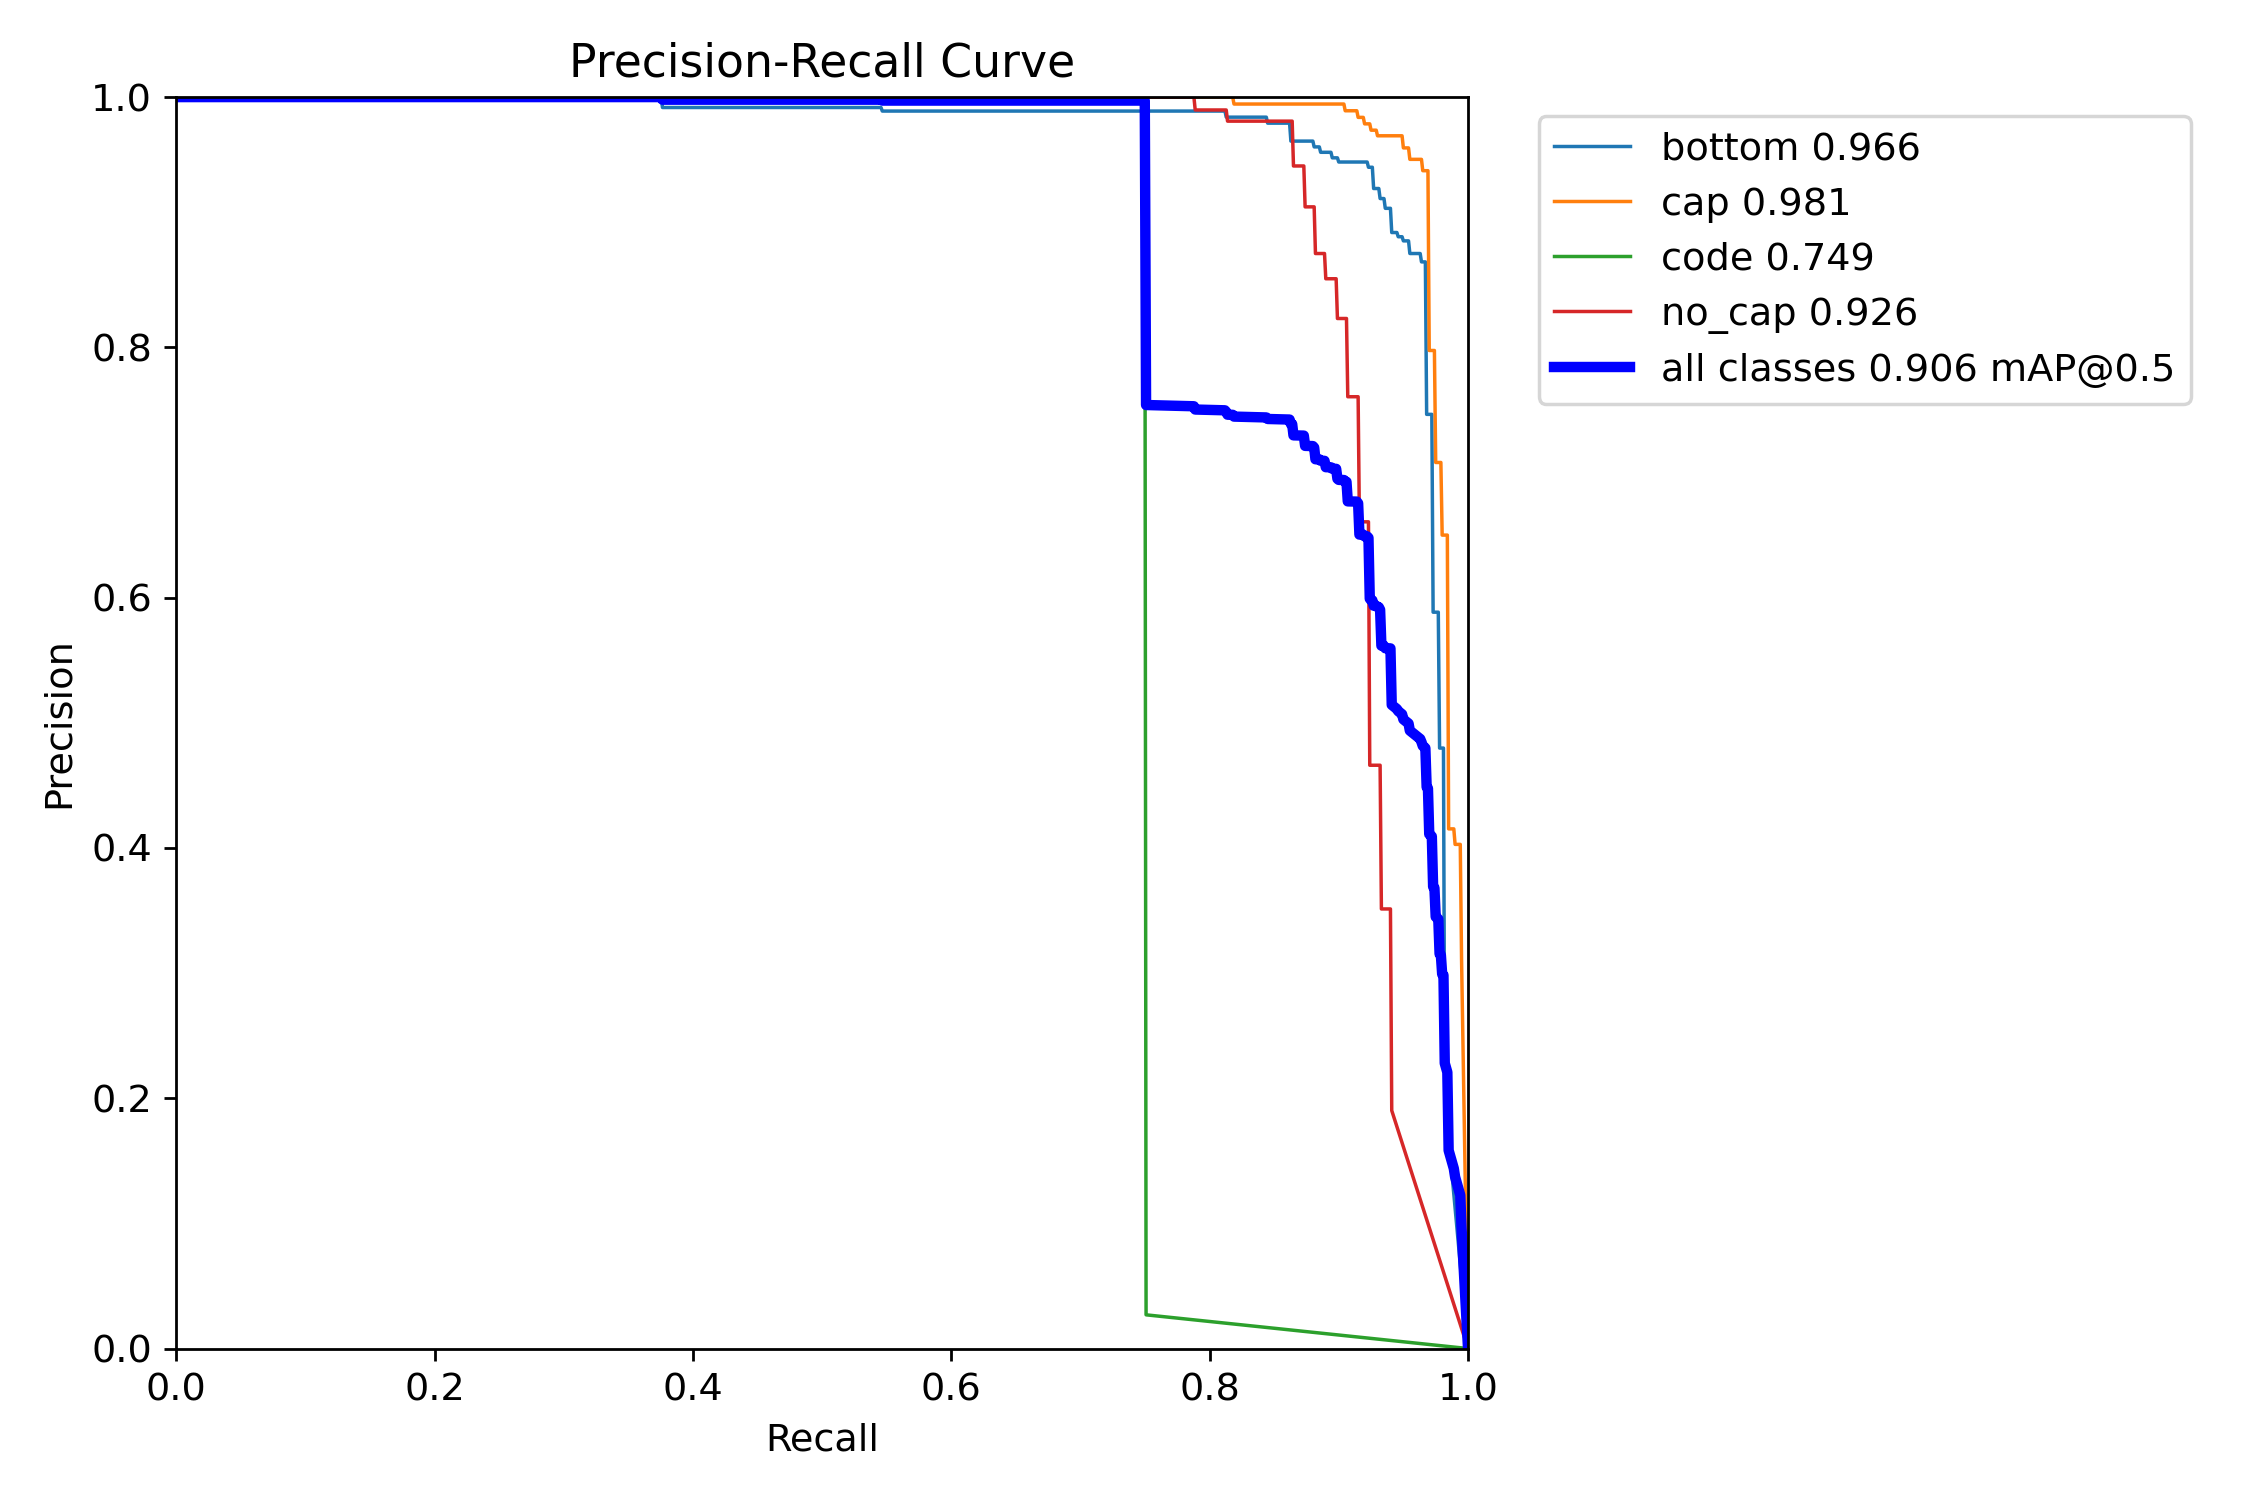 Precision-Recall Curve
1.0
0.8
0.6
0.4
0.2
0.0
Precision
0.0 0.2 0.4 0.6 0.8 1.0
Recall
bottom 0.966
cap 0.981
code 0.749
no_cap 0.926
all classes 0.906 mAP@0.5